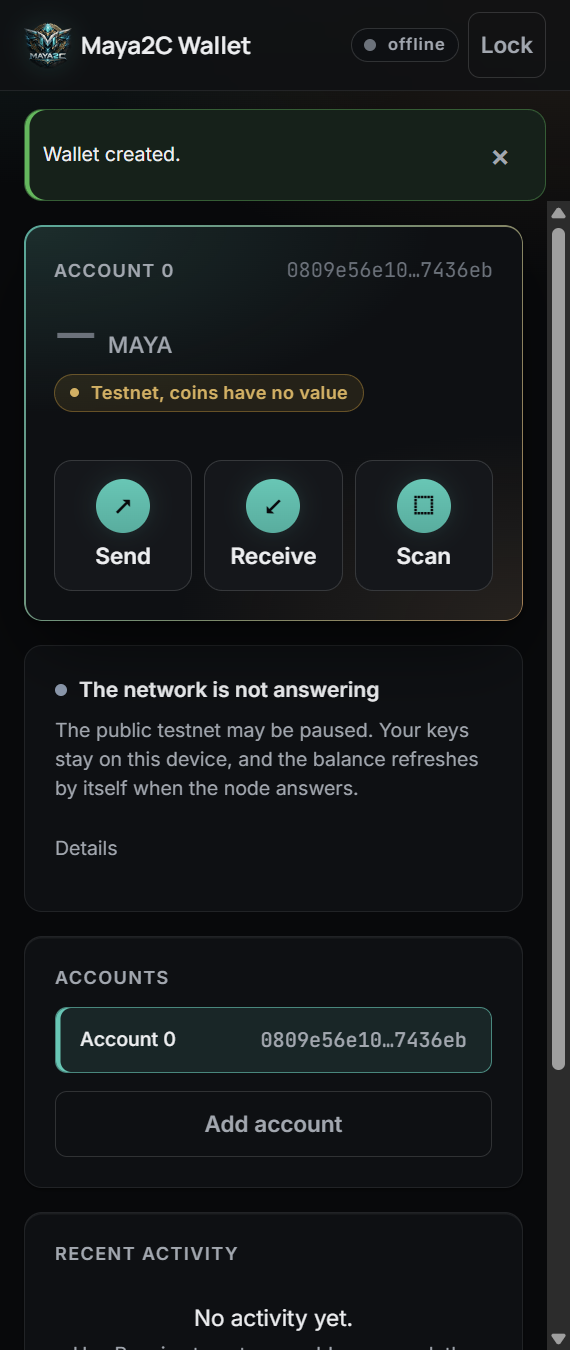 MAYA2C
Maya2C Wallet
offline
Lock
Wallet created.
×
ACCOUNT 0
0809e56e10…7436eb
— MAYA
Testnet, coins have no value
Send
Receive
Scan
The network is not answering
The public testnet may be paused. Your keys
stay on this device, and the balance refreshes
by itself when the node answers.
Details
ACCOUNTS
Account 0
0809e56e10…7436eb
Add account
RECENT ACTIVITY
No activity yet.